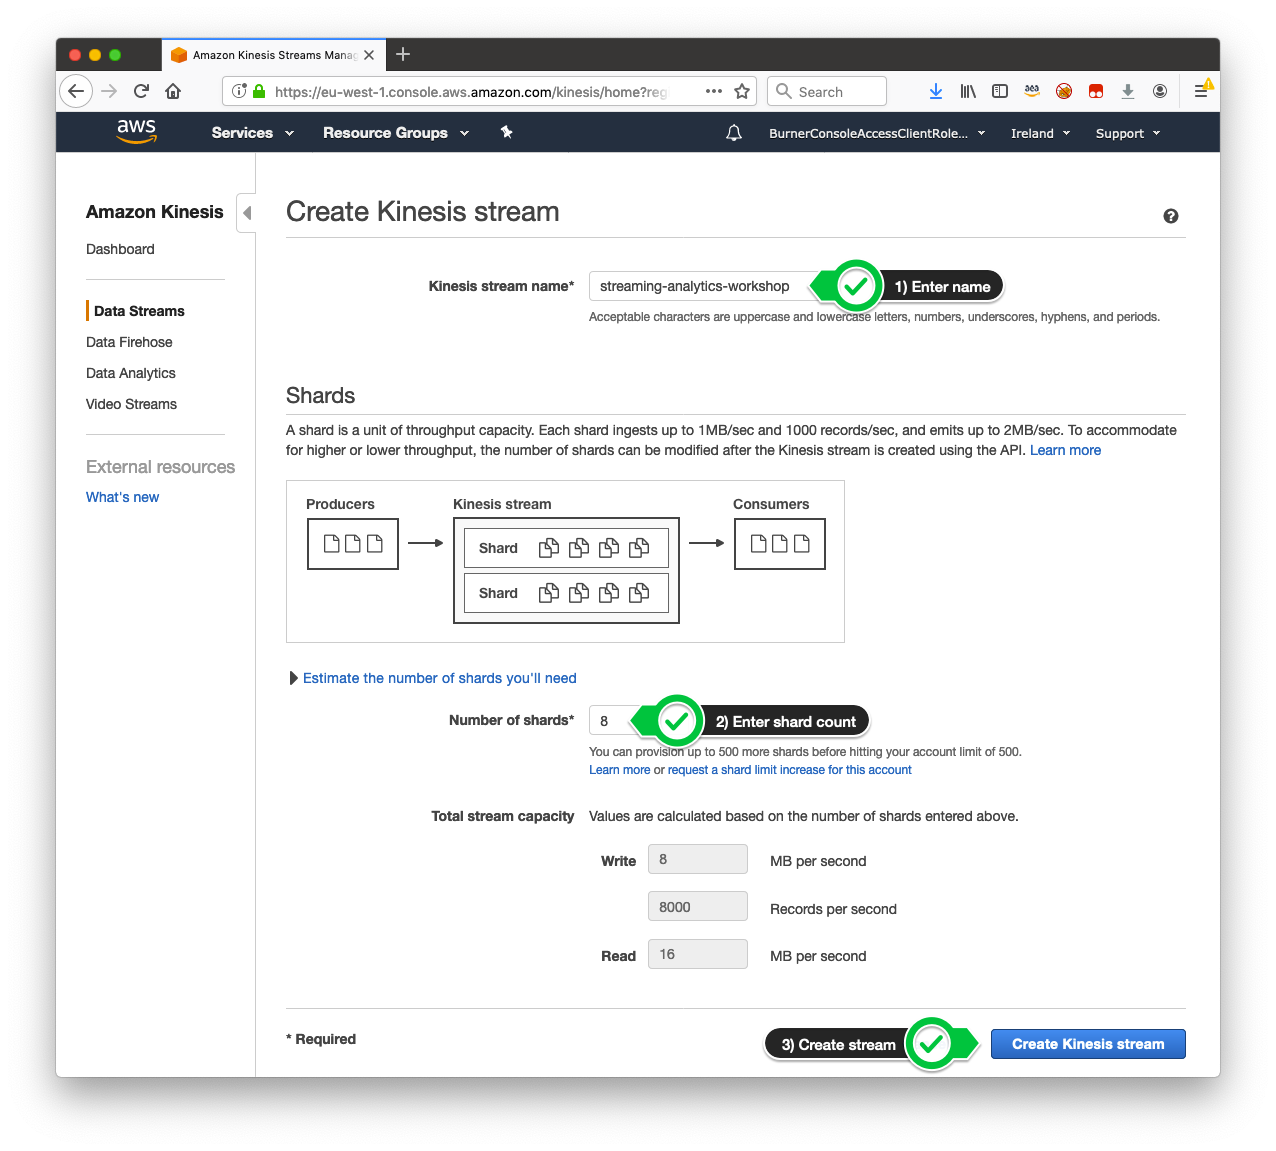 Amazon Kinesis Streams Manag
https://eu-west-1.console.aws.amazon.com/kinesis/home?reg
Search
aws
Services
Resource Groups
BurnerConsoleAccessClientRole...
Ireland
Support
Amazon Kinesis
Dashboard
Data Streams
Data Firehose
Data Analytics
Video Streams
External resources
What's new
Create Kinesis stream
Kinesis stream name*
streaming-analytics-workshop
1) Enter name
Acceptable characters are uppercase and lowercase letters, numbers, underscores, hyphens, and periods.
Shards
A shard is a unit of throughput capacity. Each shard ingests up to 1MB/sec and 1000 records/sec, and emits up to 2MB/sec. To accommodate
for higher or lower throughput, the number of shards can be modified after the Kinesis stream is created using the API. Learn more
Producers
Kinesis stream
Consumers
Shard
Shard
Estimate the number of shards you'll need
Number of shards*
8
2) Enter shard count
You can provision up to 500 more shards before hitting your account limit of 500.
Learn more or request a shard limit increase for this account
Total stream capacity
Values are calculated based on the number of shards entered above.
Write
8
MB per second
8000
Records per second
Read
16
MB per second
* Required
3) Create stream
Create Kinesis stream